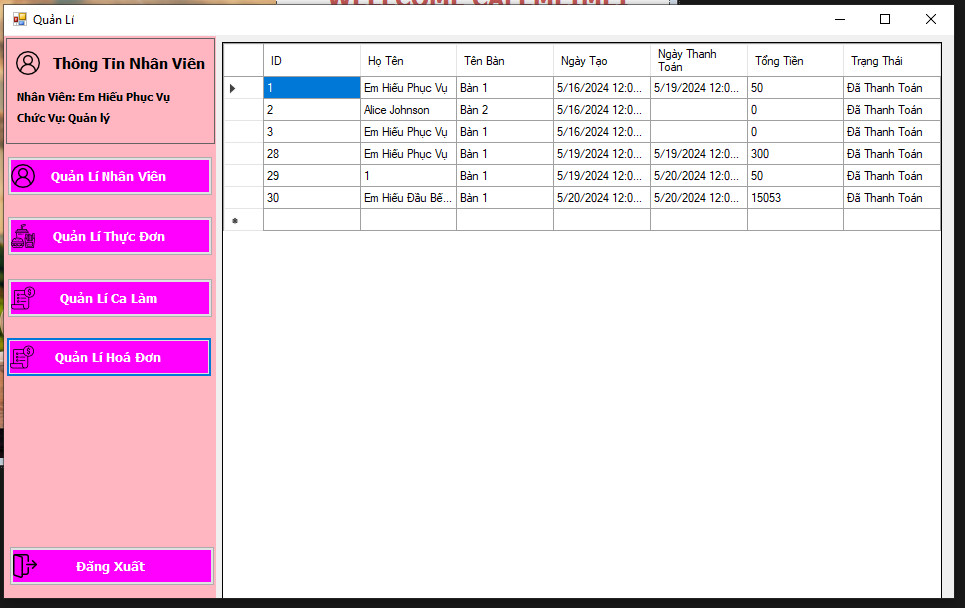 WELLCOME CAFEMEIMEI
Quản Lí
Thông Tin Nhân Viên
Nhân Viên: Em Hiếu Phục Vụ
Chức Vụ: Quản lý
Quản Lí Nhân Viên
Quản Lí Thực Đơn
Quản Lí Ca Làm
Quản Lí Hoá Đơn
Đăng Xuất
ID Họ Tên Tên Bàn Ngày Tạo Ngày Thanh Toán Tổng Tiền Trạng Thái
1 Em Hiếu Phục Vụ Bàn 1 5/16/2024 12:0... 5/19/2024 12:0... 50 Đã Thanh Toán
2 Alice Johnson Bàn 2 5/16/2024 12:0... 0 Đã Thanh Toán
3 Em Hiếu Phục Vụ Bàn 1 5/16/2024 12:0... 0 Đã Thanh Toán
28 Em Hiếu Phục Vụ Bàn 1 5/19/2024 12:0... 5/19/2024 12:0... 300 Đã Thanh Toán
29 1 Bàn 1 5/19/2024 12:0... 5/20/2024 12:0... 50 Đã Thanh Toán
30 Em Hiếu Đầu Bế... Bàn 1 5/20/2024 12:0... 5/20/2024 12:0... 15053 Đã Thanh Toán